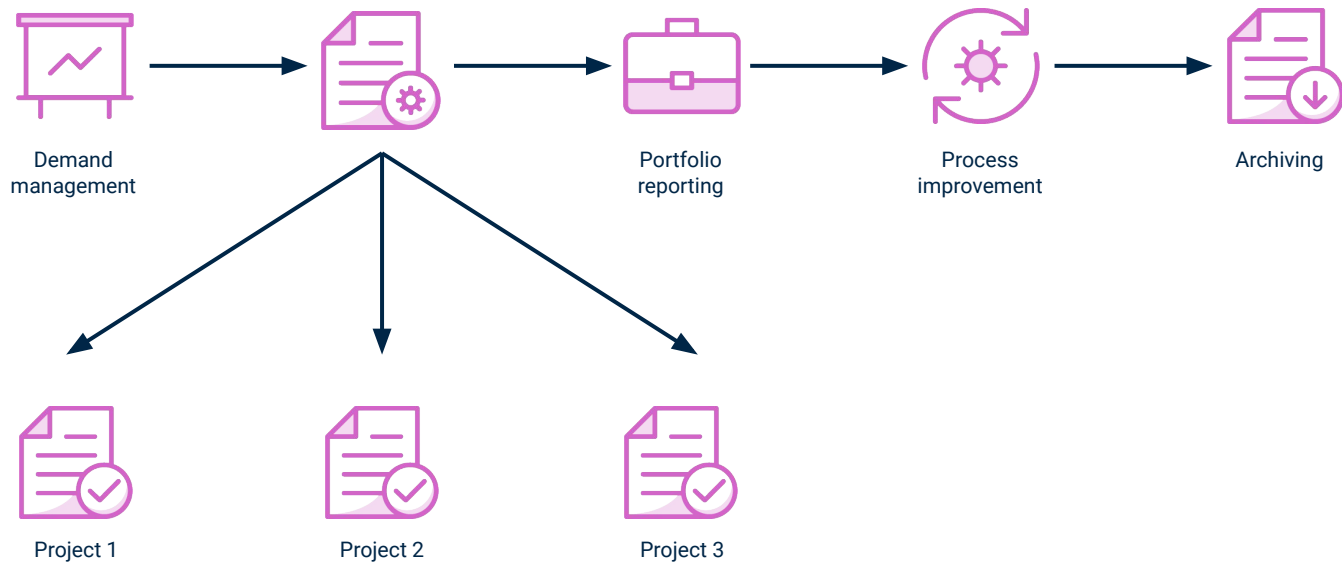 Demand
management
Portfolio
reporting
Process
improvement
Archiving
Project 1
Project 2
Project 3